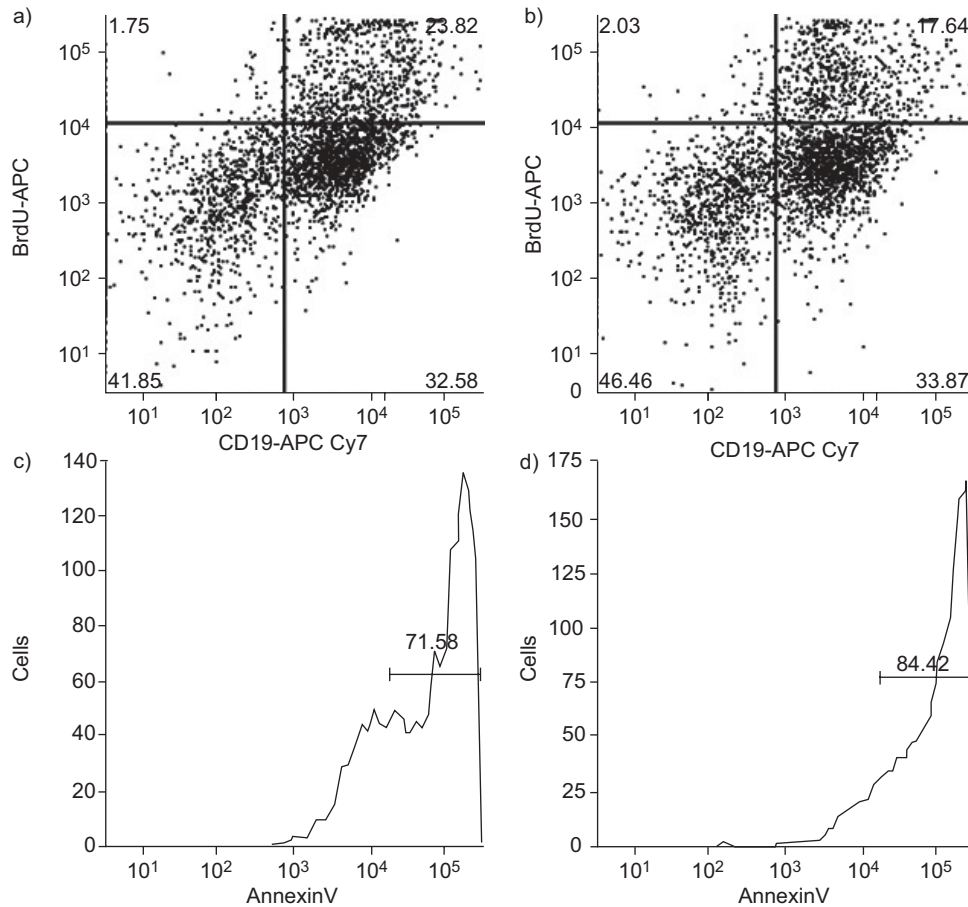 a)
1.75
23.82
10⁵
10⁴
10³
10²
10¹
BrdU-APC
41.85
32.58
10¹ 10² 10³ 10⁴ 10⁵
CD19-APC Cy7
b)
2.03
17.64
10⁵
10⁴
10³
10²
10¹
0
BrdU-APC
46.46
33.87
10¹ 10² 10³ 10⁴ 10⁵
CD19-APC Cy7
c)
140
120
100
80
60
40
20
0
Cells
71.58
10¹ 10² 10³ 10⁴ 10⁵
AnnexinV
d)
175
150
125
100
75
50
25
0
Cells
84.42
10¹ 10² 10³ 10⁴ 10⁵
AnnexinV